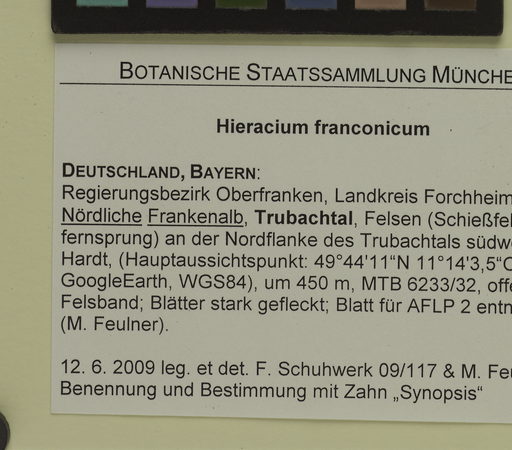 BOTANISCHE STAATSSAMMLUNG MÜNCHE
Hieracium franconicum
DEUTSCHLAND, BAYERN:
Regierungsbezirk Oberfranken, Landkreis Forchheim
Nördliche Frankenalb, Trubachtal, Felsen (Schießfel
fernsprung) an der Nordflanke des Trubachtals südw
Hardt, (Hauptaussichtspunkt: 49°44'11“N 11°14'3,5“O
GoogleEarth, WGS84), um 450 m, MTB 6233/32, offe
Felsband; Blätter stark gefleckt; Blatt für AFLP 2 entn
(M. Feulner).
12. 6. 2009 leg. et det. F. Schuhwerk 09/117 & M. Feu
Benennung und Bestimmung mit Zahn „Synopsis“